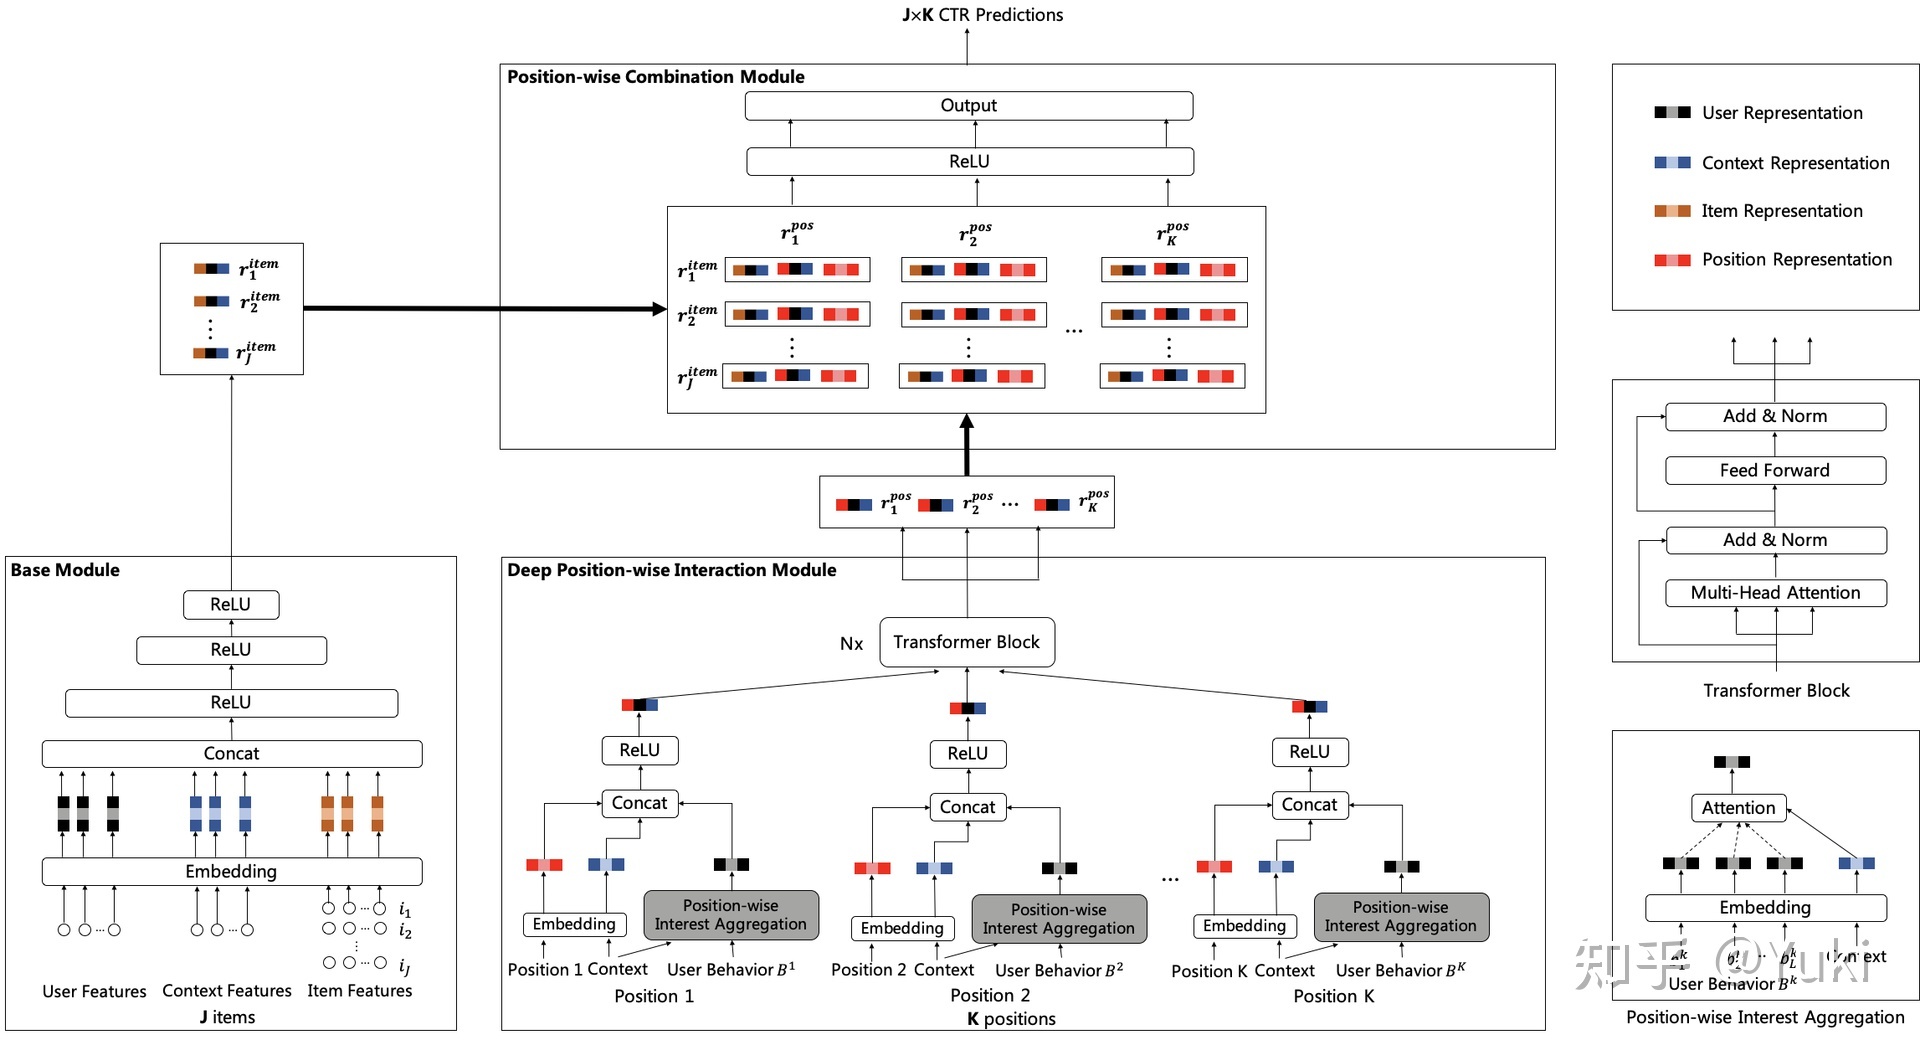 J×K CTR Predictions
Position-wise Combination Module
Output
ReLU
r_1^{pos} r_2^{pos} r_K^{pos}
r_1^{item}
r_2^{item}
...
r_J^{item}
r_1^{item}
r_2^{item}
r_J^{item}
r_1^{pos} r_2^{pos} ... r_K^{pos}
Base Module
ReLU
ReLU
ReLU
Concat
Embedding
... ... ... i_1
... i_2
... i_J
User Features Context Features Item Features
J items
Deep Position-wise Interaction Module
Nx Transformer Block
ReLU
Concat
Embedding
Position-wise
Interest Aggregation
Position 1 Context User Behavior B^1
Position 1
ReLU
Concat
Embedding
Position-wise
Interest Aggregation
Position 2 Context User Behavior B^2
Position 2
...
ReLU
Concat
Embedding
Position-wise
Interest Aggregation
Position K Context User Behavior B^K
Position K
K positions
User Representation
Context Representation
Item Representation
Position Representation
Add & Norm
Feed Forward
Add & Norm
Multi-Head Attention
Transformer Block
Attention
Embedding
Context
User Behavior B^k
Position-wise Interest Aggregation
知乎 @Yuki